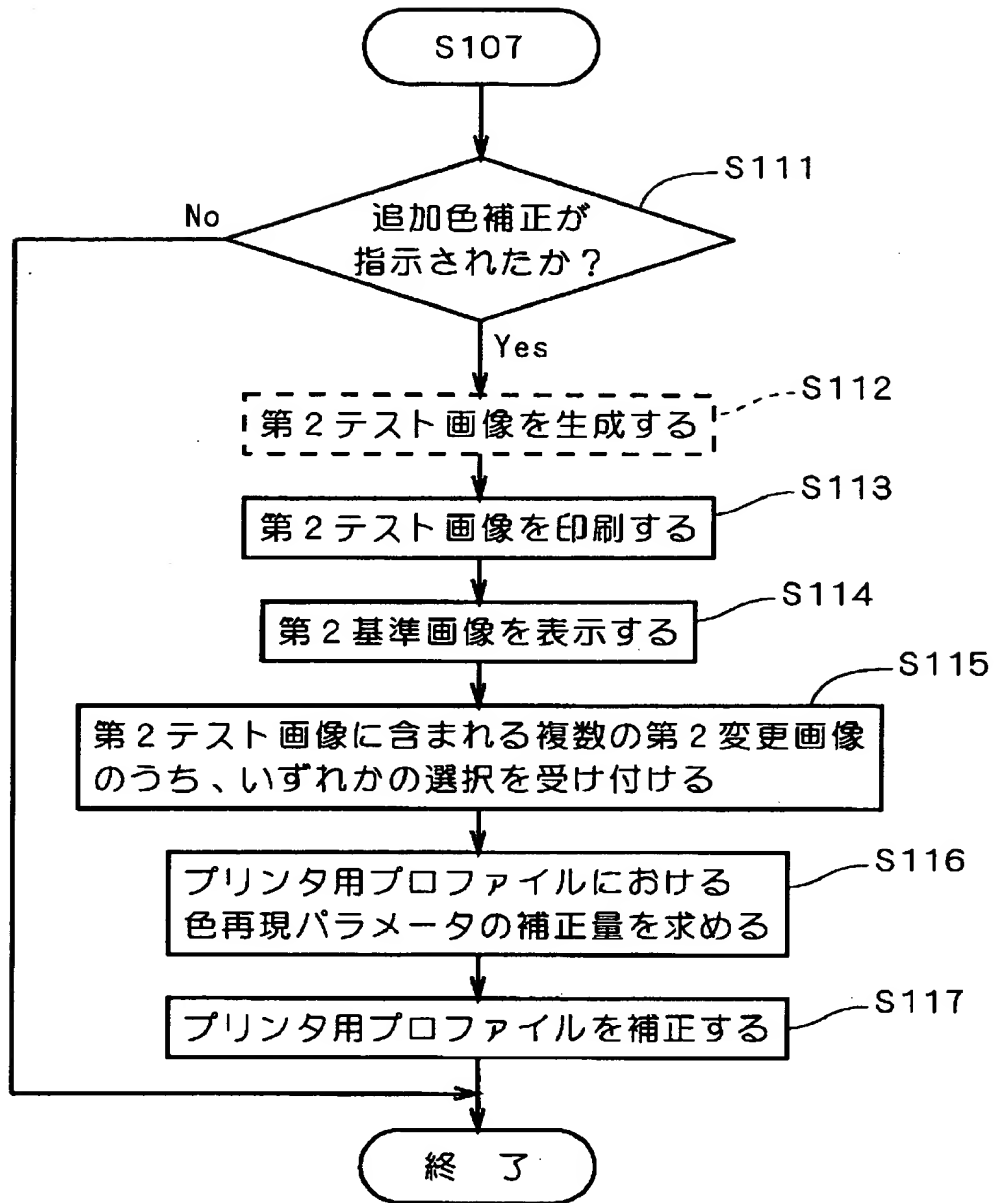 S107
S111
追加色補正が
指示されたか?
No
Yes
S112
第2テスト画像を生成する
S113
第2テスト画像を印刷する
S114
第2基準画像を表示する
S115
第2テスト画像に含まれる複数の第2変更画像
のうち、いずれかの選択を受け付ける
S116
プリンタ用プロファイルにおける
色再現パラメータの補正量を求める
S117
プリンタ用プロファイルを補正する
終 了